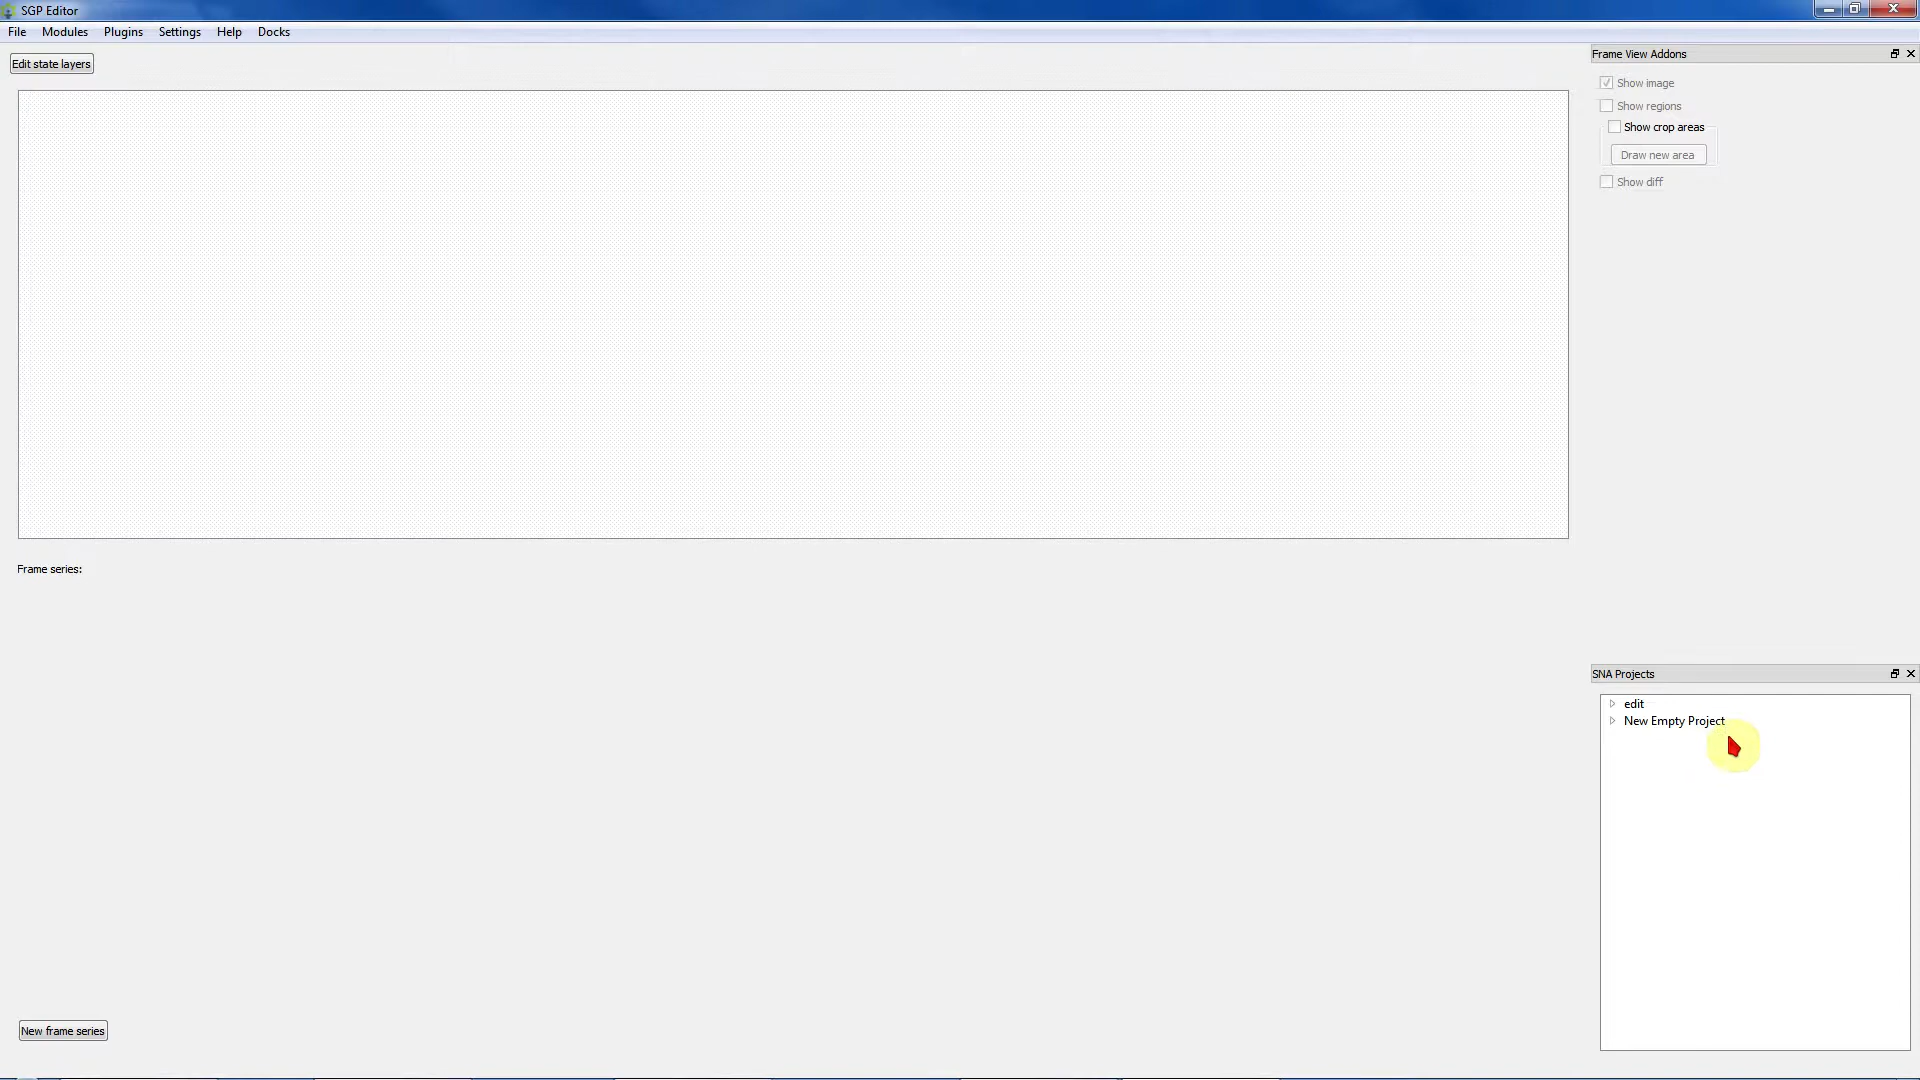 SGP Editor
File Modules Plugins Settings Help Docks
Edit state layers
Frame View Addons
Show image
Show regions
Show crop areas
Draw new area
Show diff
Frame series:
SNA Projects
edit
New Empty Project
New frame series